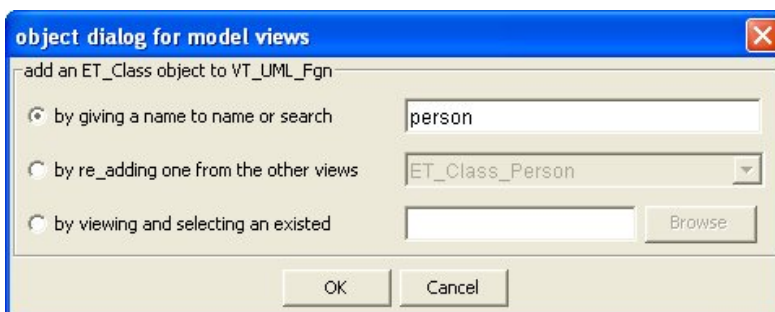 object dialog for model views
add an ET_Class object to VT_UML_Fgn
by giving a name to name or search person
by re_adding one from the other views ET_Class_Person
by viewing and selecting an existed Browse
OK Cancel